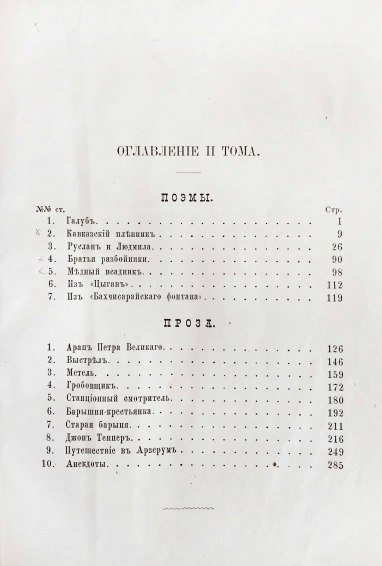 ОГЛАВЛЕНІЕ II ТОМА.
ПОЭМЫ.
№№ ст. Стр.
1. Галубъ. 1
2. Кавказскій плѣнникъ. 9
3. Русланъ и Людмила. 26
4. Братья разбойники. 90
5. Мѣдный всадникъ. 98
6. Изъ «Цыганъ». 112
7. Изъ «Бахчисарайскаго фонтана». 119
ПРОЗА.
1. Арапъ Петра Великаго. 126
2. Выстрѣлъ. 146
3. Метель. 159
4. Гробовщикъ. 172
5. Станціонный смотритель. 180
6. Барышня-крестьянка. 192
7. Старая барыня. 211
8. Джонъ Теннеръ. 216
9. Путешествіе въ Арзерумъ. 249
10. Анекдоты. 285